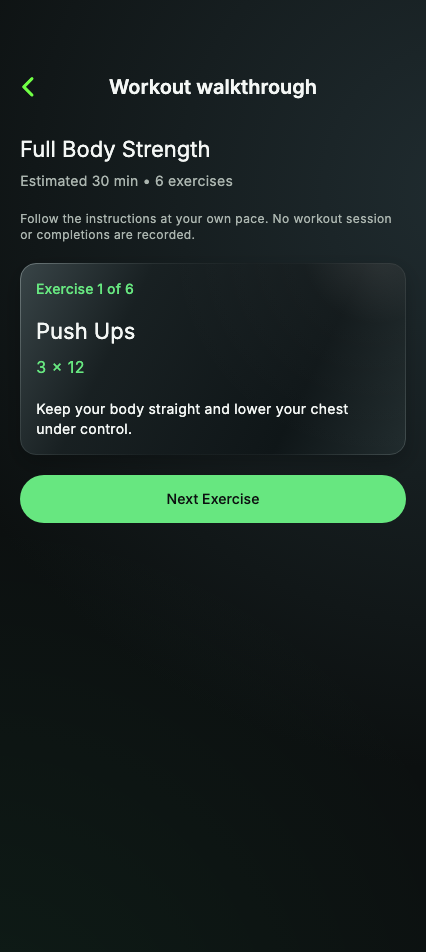 Workout walkthrough
Full Body Strength
Estimated 30 min • 6 exercises
Follow the instructions at your own pace. No workout session
or completions are recorded.
Exercise 1 of 6
Push Ups
3 × 12
Keep your body straight and lower your chest
under control.
Next Exercise